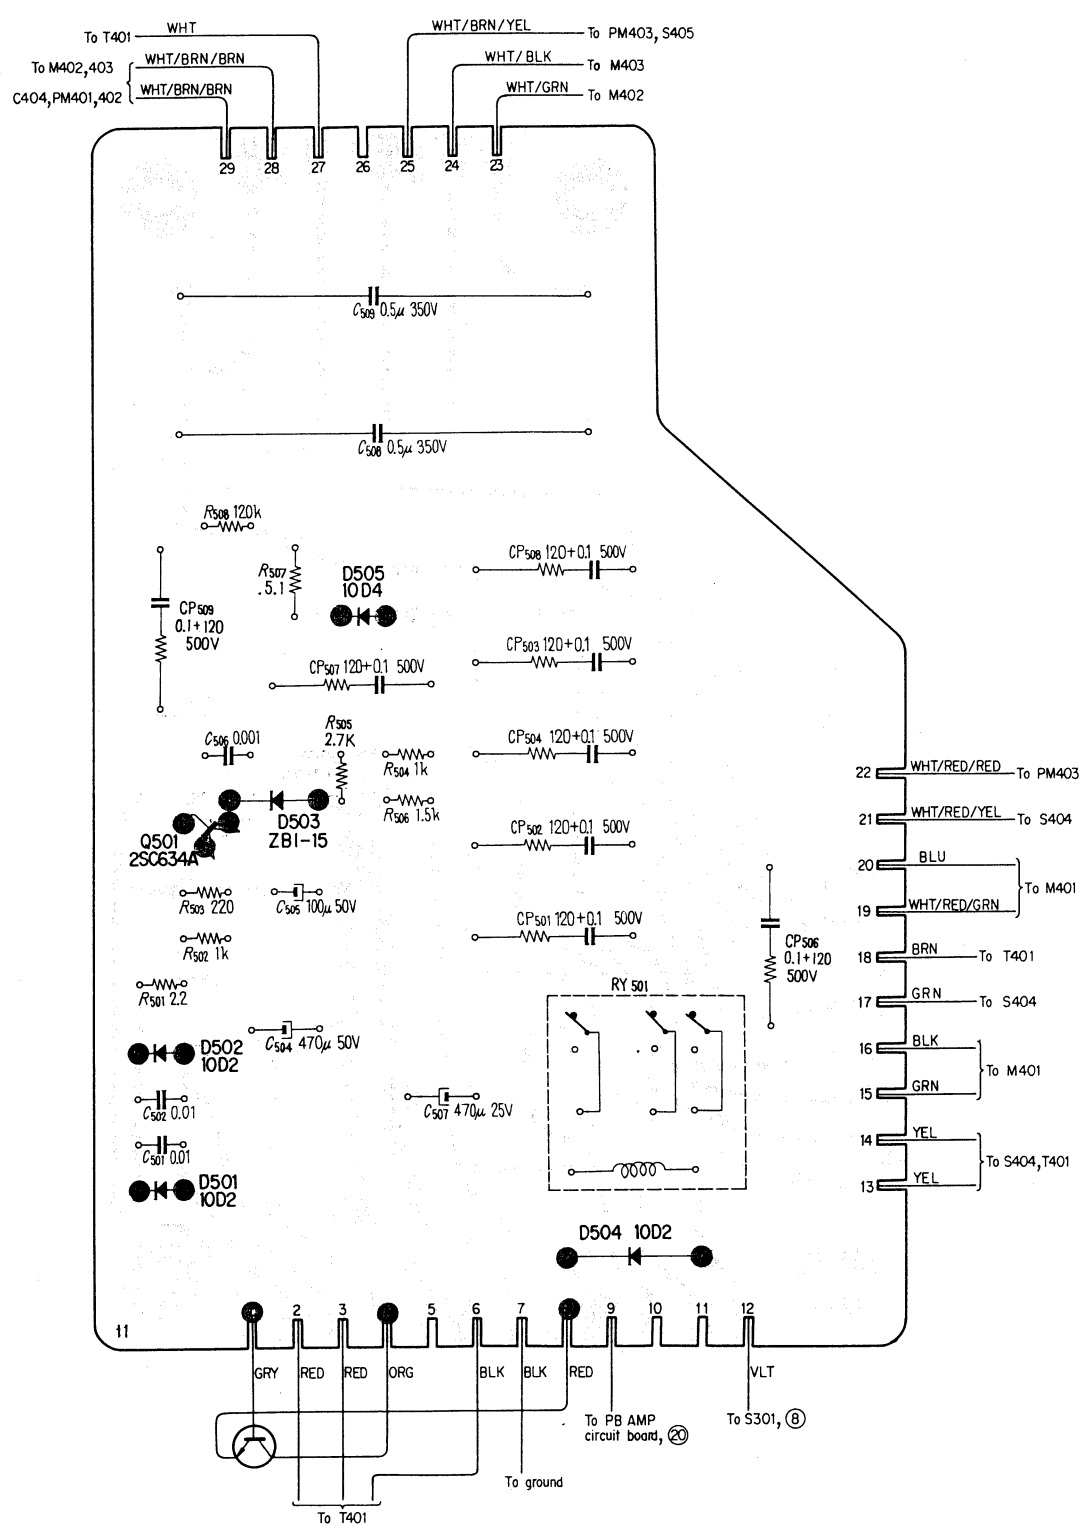 To T401 WHT
To M402,403 WHT/BRN/BRN
C404,PM401,402 WHT/BRN/BRN
WHT/BRN/YEL To PM403, S405
WHT/BLK To M403
WHT/GRN To M402
29 28 27 26 25 24 23
C509 0.5μ 350V
C508 0.5μ 350V
R508 120k
CP508 120+0.1 500V
R507
.5.1
D505
10D4
CP509
0.1+120
500V
CP503 120+0.1 500V
CP507 120+0.1 500V
R505
2.7K
C506 0.001
CP504 120+0.1 500V
R504 1k
22 WHT/RED/RED To PM403
R506 1.5k
D503
ZB1-15
Q501
2SC634A
CP502 120+0.1 500V
21 WHT/RED/YEL To S404
20 BLU
To M401
19 WHT/RED/GRN
R503 220
C505 100μ 50V
CP501 120+0.1 500V
CP506
0.1+120
500V
R502 1k
18 BRN To T401
R501 2.2
RY 501
17 GRN To S404
C504 470μ 50V
D502
10D2
16 BLK
To M401
15 GRN
C502 0.01
C507 470μ 25V
C501 0.01
14 YEL
To S404,T401
13 YEL
D501
10D2
D504 10D2
11
2 3 5 6 7 9 10 11 12
GRY RED RED ORG BLK BLK RED VLT
To PB AMP
circuit board, 20
To S301, 8
To ground
To T401